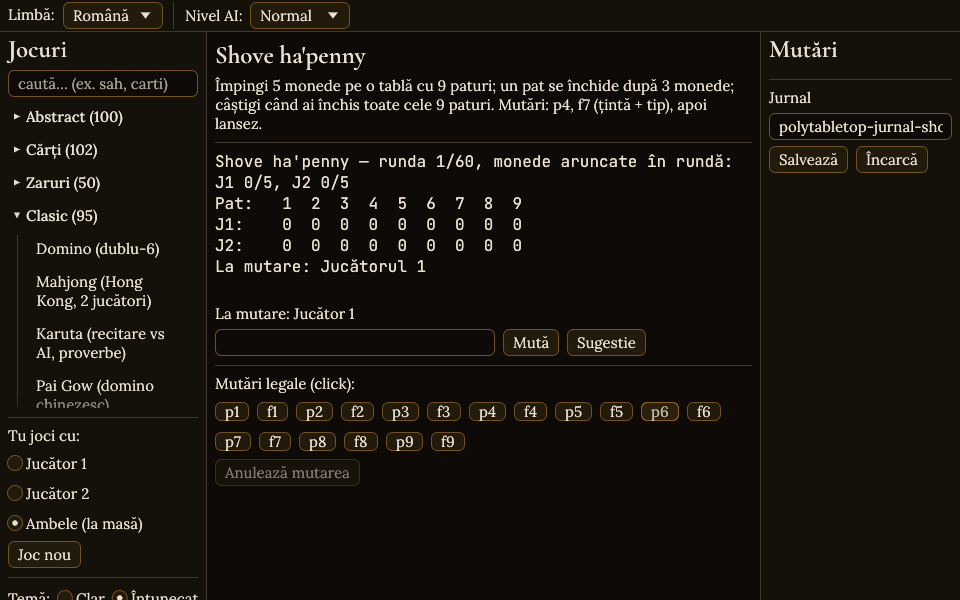 Limbă: Română ▼ Nivel AI: Normal ▼
Jocuri
caută... (ex. sah, carti)
▸ Abstract (100)
▸ Cărți (102)
▸ Zaruri (50)
▾ Clasic (95)
Domino (dublu-6)
Mahjong (Hong
Kong, 2 jucători)
Karuta (recitare vs
AI, proverbe)
Pai Gow (domino
chinezesc)
Tu joci cu:
Jucător 1
Jucător 2
Ambele (la masă)
Joc nou
Temă: Clar Întunecat
Shove ha'penny
Împingi 5 monede pe o tablă cu 9 paturi; un pat se închide după 3 monede;
câștigi când ai închis toate cele 9 paturi. Mutări: p4, f7 (țintă + tip), apoi
lansez.
Shove ha'penny — runda 1/60, monede aruncate în rundă:
J1 0/5, J2 0/5
Pat: 1 2 3 4 5 6 7 8 9
J1: 0 0 0 0 0 0 0 0 0
J2: 0 0 0 0 0 0 0 0 0
La mutare: Jucătorul 1
La mutare: Jucător 1
Mută Sugestie
Mutări legale (click):
p1 f1 p2 f2 p3 f3 p4 f4 p5 f5 p6 f6
p7 f7 p8 f8 p9 f9
Anulează mutarea
Mutări
Jurnal
polytabletop-jurnal-sho
Salvează Încarcă